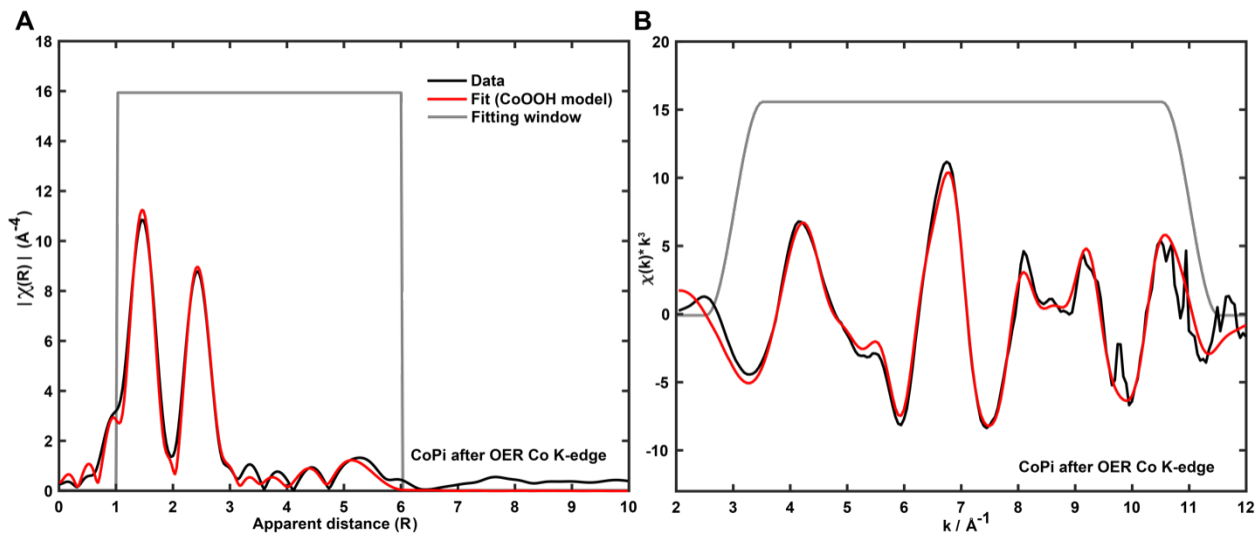 A
B
18
16
14
12
10
8
6
4
2
0
|χ(R)| (Å⁻⁴)
Data
Fit (CoOOH model)
Fitting window
CoPi after OER Co K-edge
0 1 2 3 4 5 6 7 8 9 10
Apparent distance (R)
20
15
10
5
0
-5
-10
χ(k)* k³
CoPi after OER Co K-edge
2 3 4 5 6 7 8 9 10 11 12
k / Å⁻¹